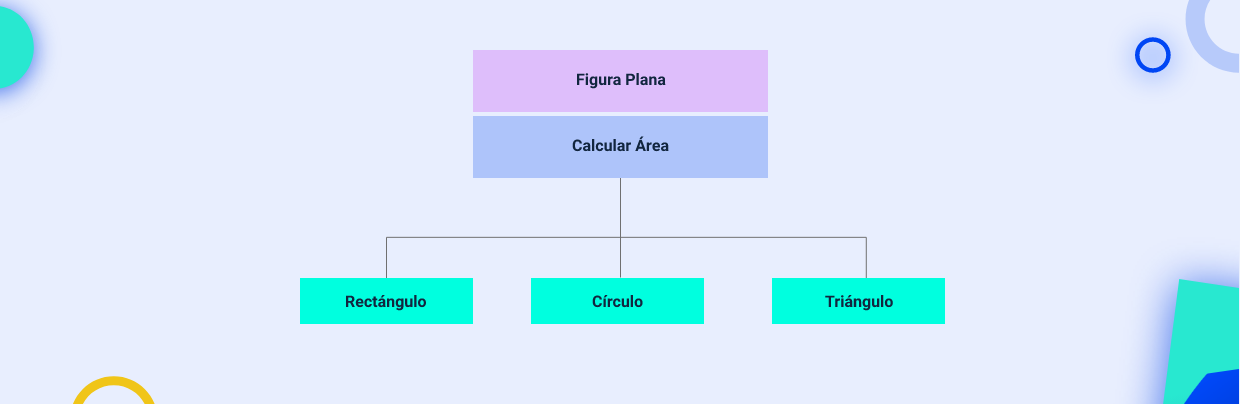 Figura Plana
Calcular Área
Rectángulo
Círculo
Triángulo